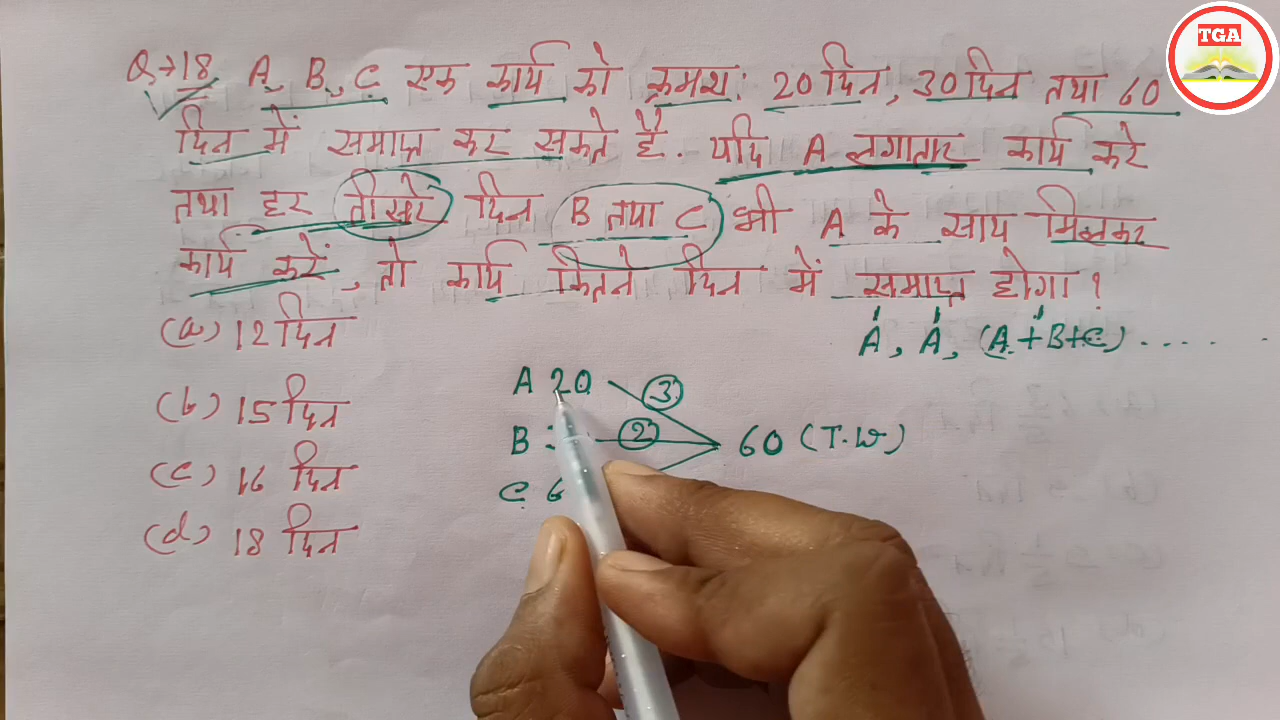 TGA
Q→18 A, B, C एक कार्य को क्रमश: 20 दिन, 30 दिन तथा 60
दिन में समाप्त कर सकते है. यदि A लगातार कार्य करे
तथा हर तीसरे दिन B तथा C भी A के साथ मिलकर
कार्य करें, तो कार्य कितने दिन में समाप्त होगा?
A, A, (A+B+C) .....
(a) 12 दिन
(b) 15 दिन
(c) 16 दिन
(d) 18 दिन
A 20 3
B 2 60 (T.W)
C 6